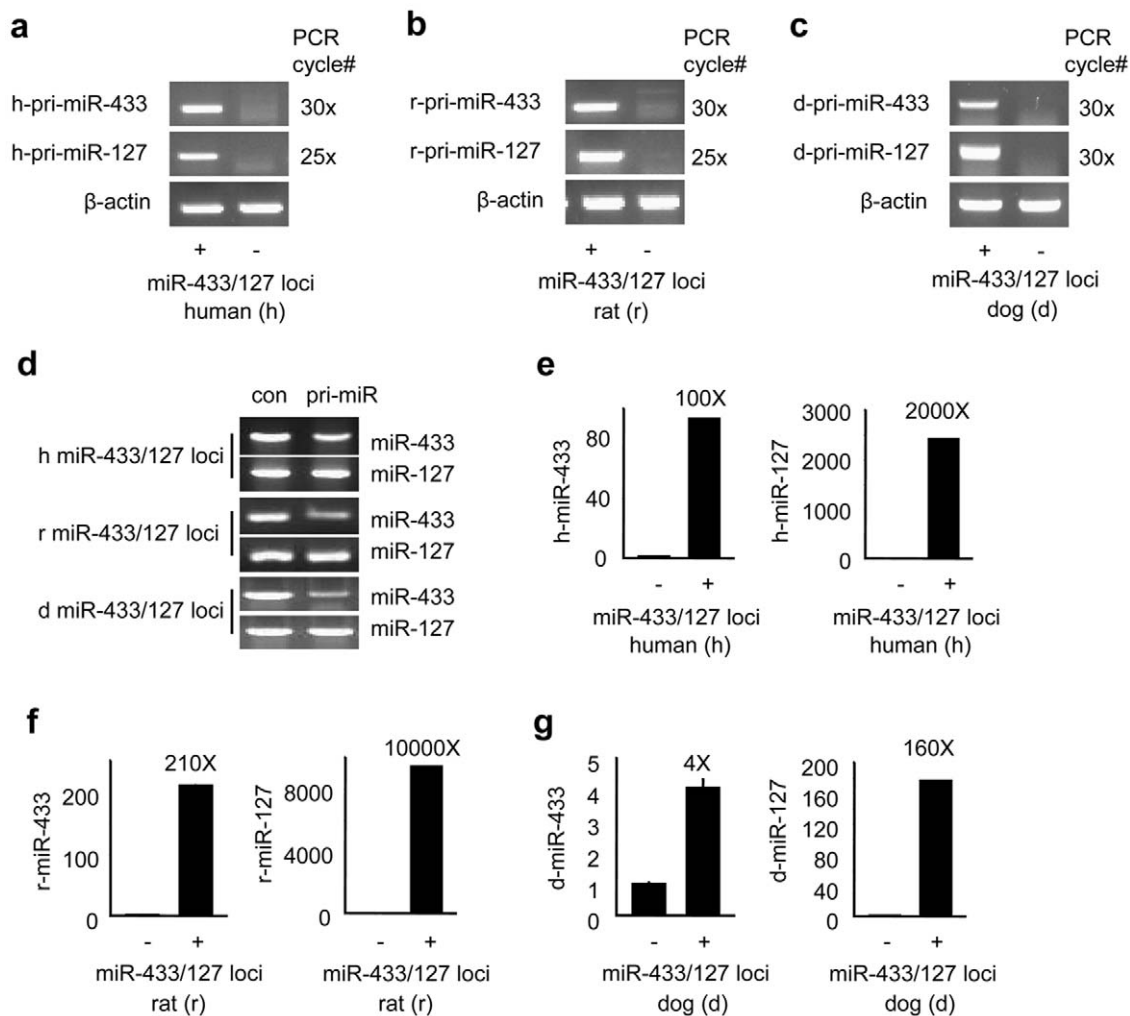 a
PCR
cycle#
h-pri-miR-433
30x
h-pri-miR-127
25x
β-actin
+ -
miR-433/127 loci
human (h)
b
PCR
cycle#
r-pri-miR-433
30x
r-pri-miR-127
25x
β-actin
+ -
miR-433/127 loci
rat (r)
c
PCR
cycle#
d-pri-miR-433
30x
d-pri-miR-127
30x
β-actin
+ -
miR-433/127 loci
dog (d)
d
con pri-miR
h miR-433/127 loci
miR-433
miR-127
r miR-433/127 loci
miR-433
miR-127
d miR-433/127 loci
miR-433
miR-127
e
100X
h-miR-433
80
40
0
- +
miR-433/127 loci
human (h)
2000X
h-miR-127
3000
2000
1000
0
- +
miR-433/127 loci
human (h)
f
210X
r-miR-433
200
100
0
- +
miR-433/127 loci
rat (r)
10000X
r-miR-127
8000
4000
0
- +
miR-433/127 loci
rat (r)
g
4X
d-miR-433
5
4
3
2
1
0
- +
miR-433/127 loci
dog (d)
160X
d-miR-127
200
160
120
80
40
0
- +
miR-433/127 loci
dog (d)